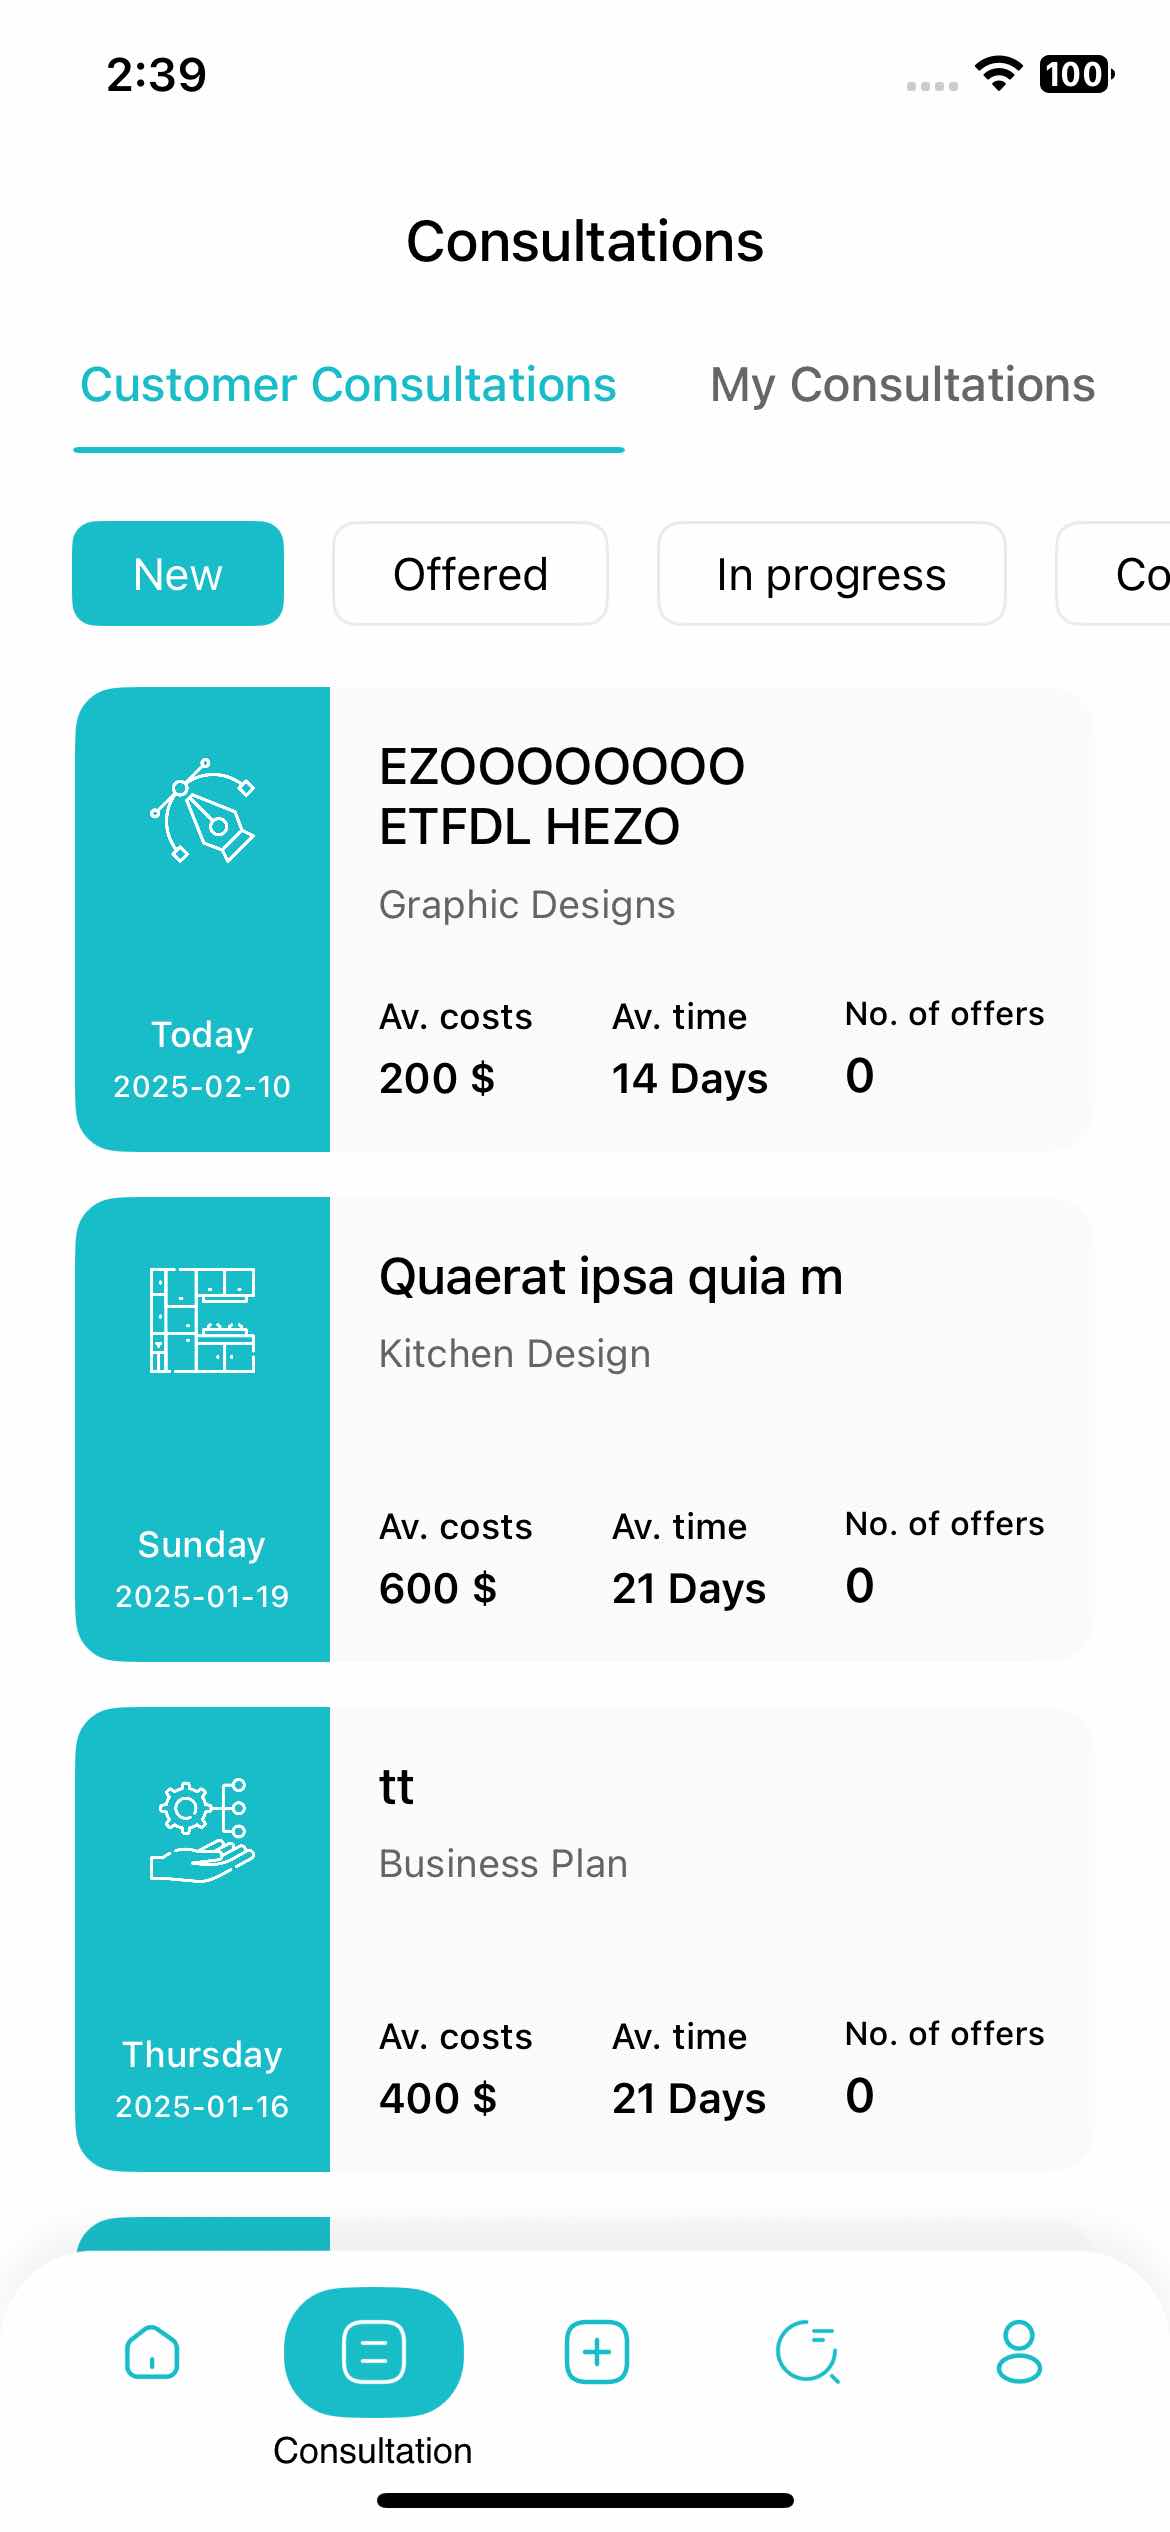 2:39
100
Consultations
Customer Consultations
My Consultations
New
Offered
In progress
Co
EZOOOOOOOO
ETFDL HEZO
Graphic Designs
Today
2025-02-10
Av. costs
Av. time
No. of offers
200 $
14 Days
0
Quaerat ipsa quia m
Kitchen Design
Sunday
2025-01-19
Av. costs
Av. time
No. of offers
600 $
21 Days
0
tt
Business Plan
Thursday
2025-01-16
Av. costs
Av. time
No. of offers
400 $
21 Days
0
Consultation